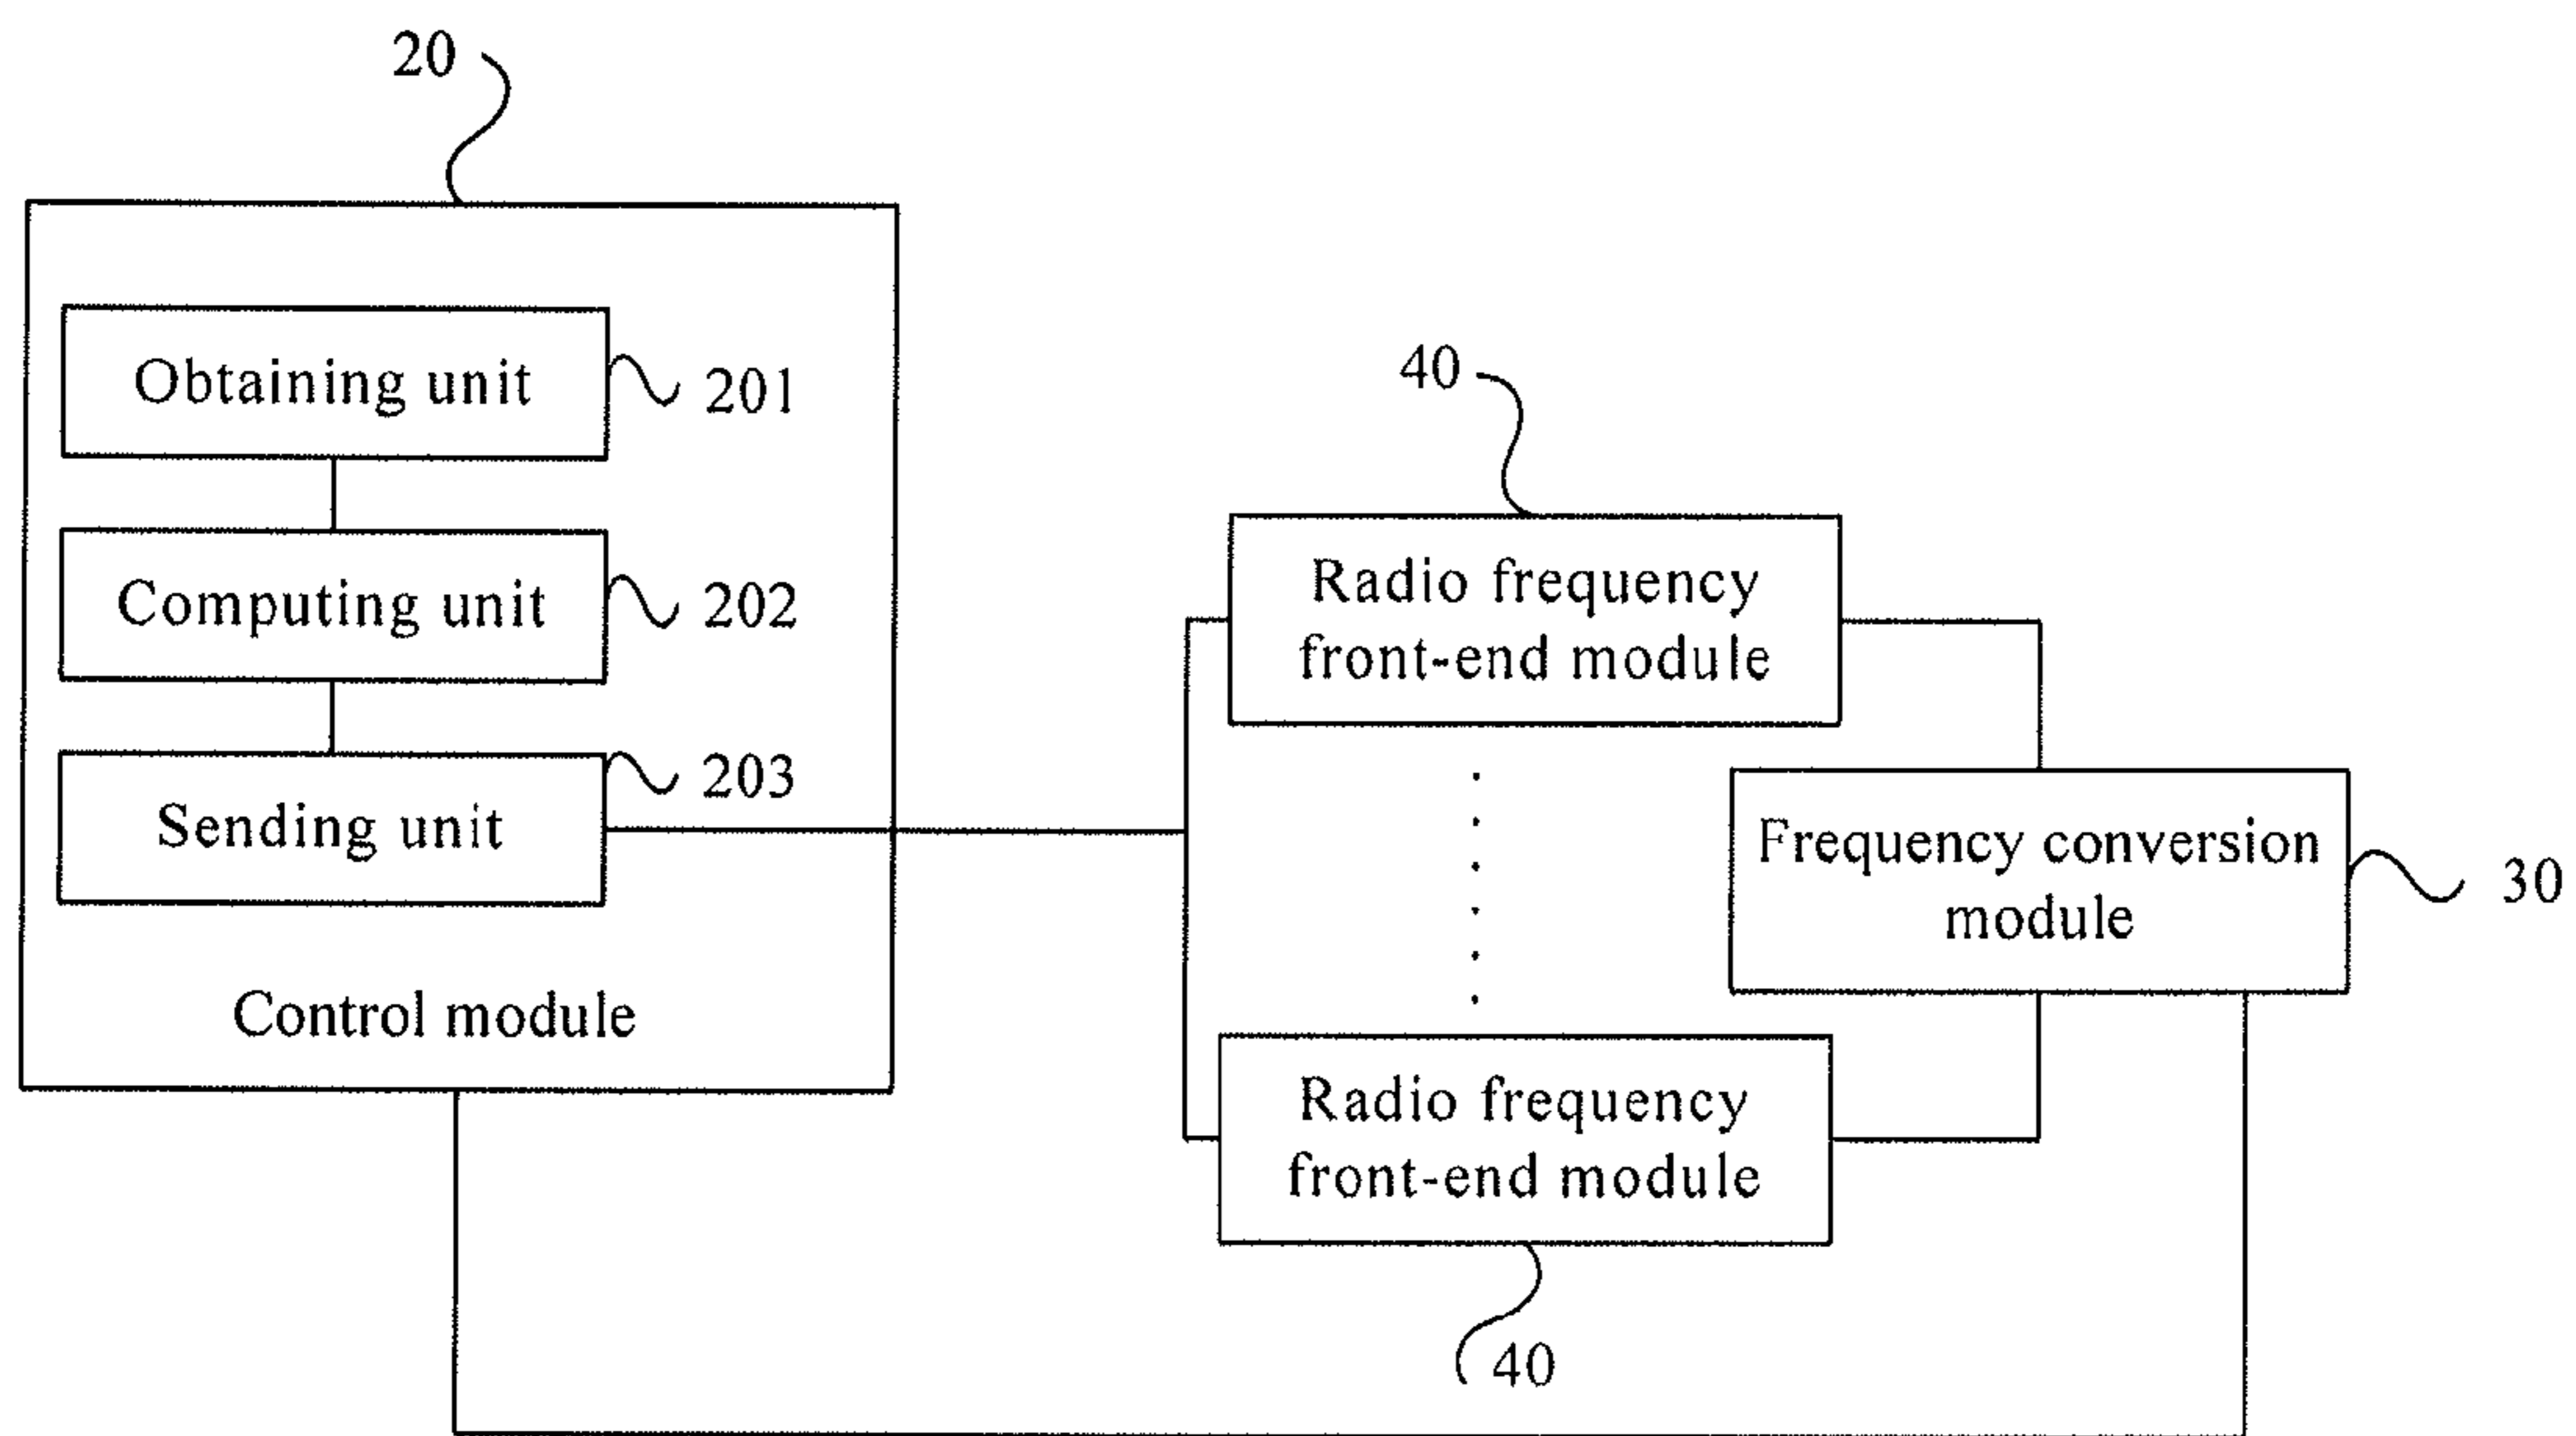 20
Obtaining unit
201
Computing unit
202
Sending unit
203
Control module
40
Radio frequency
front-end module
Frequency conversion
module
30
Radio frequency
front-end module
40